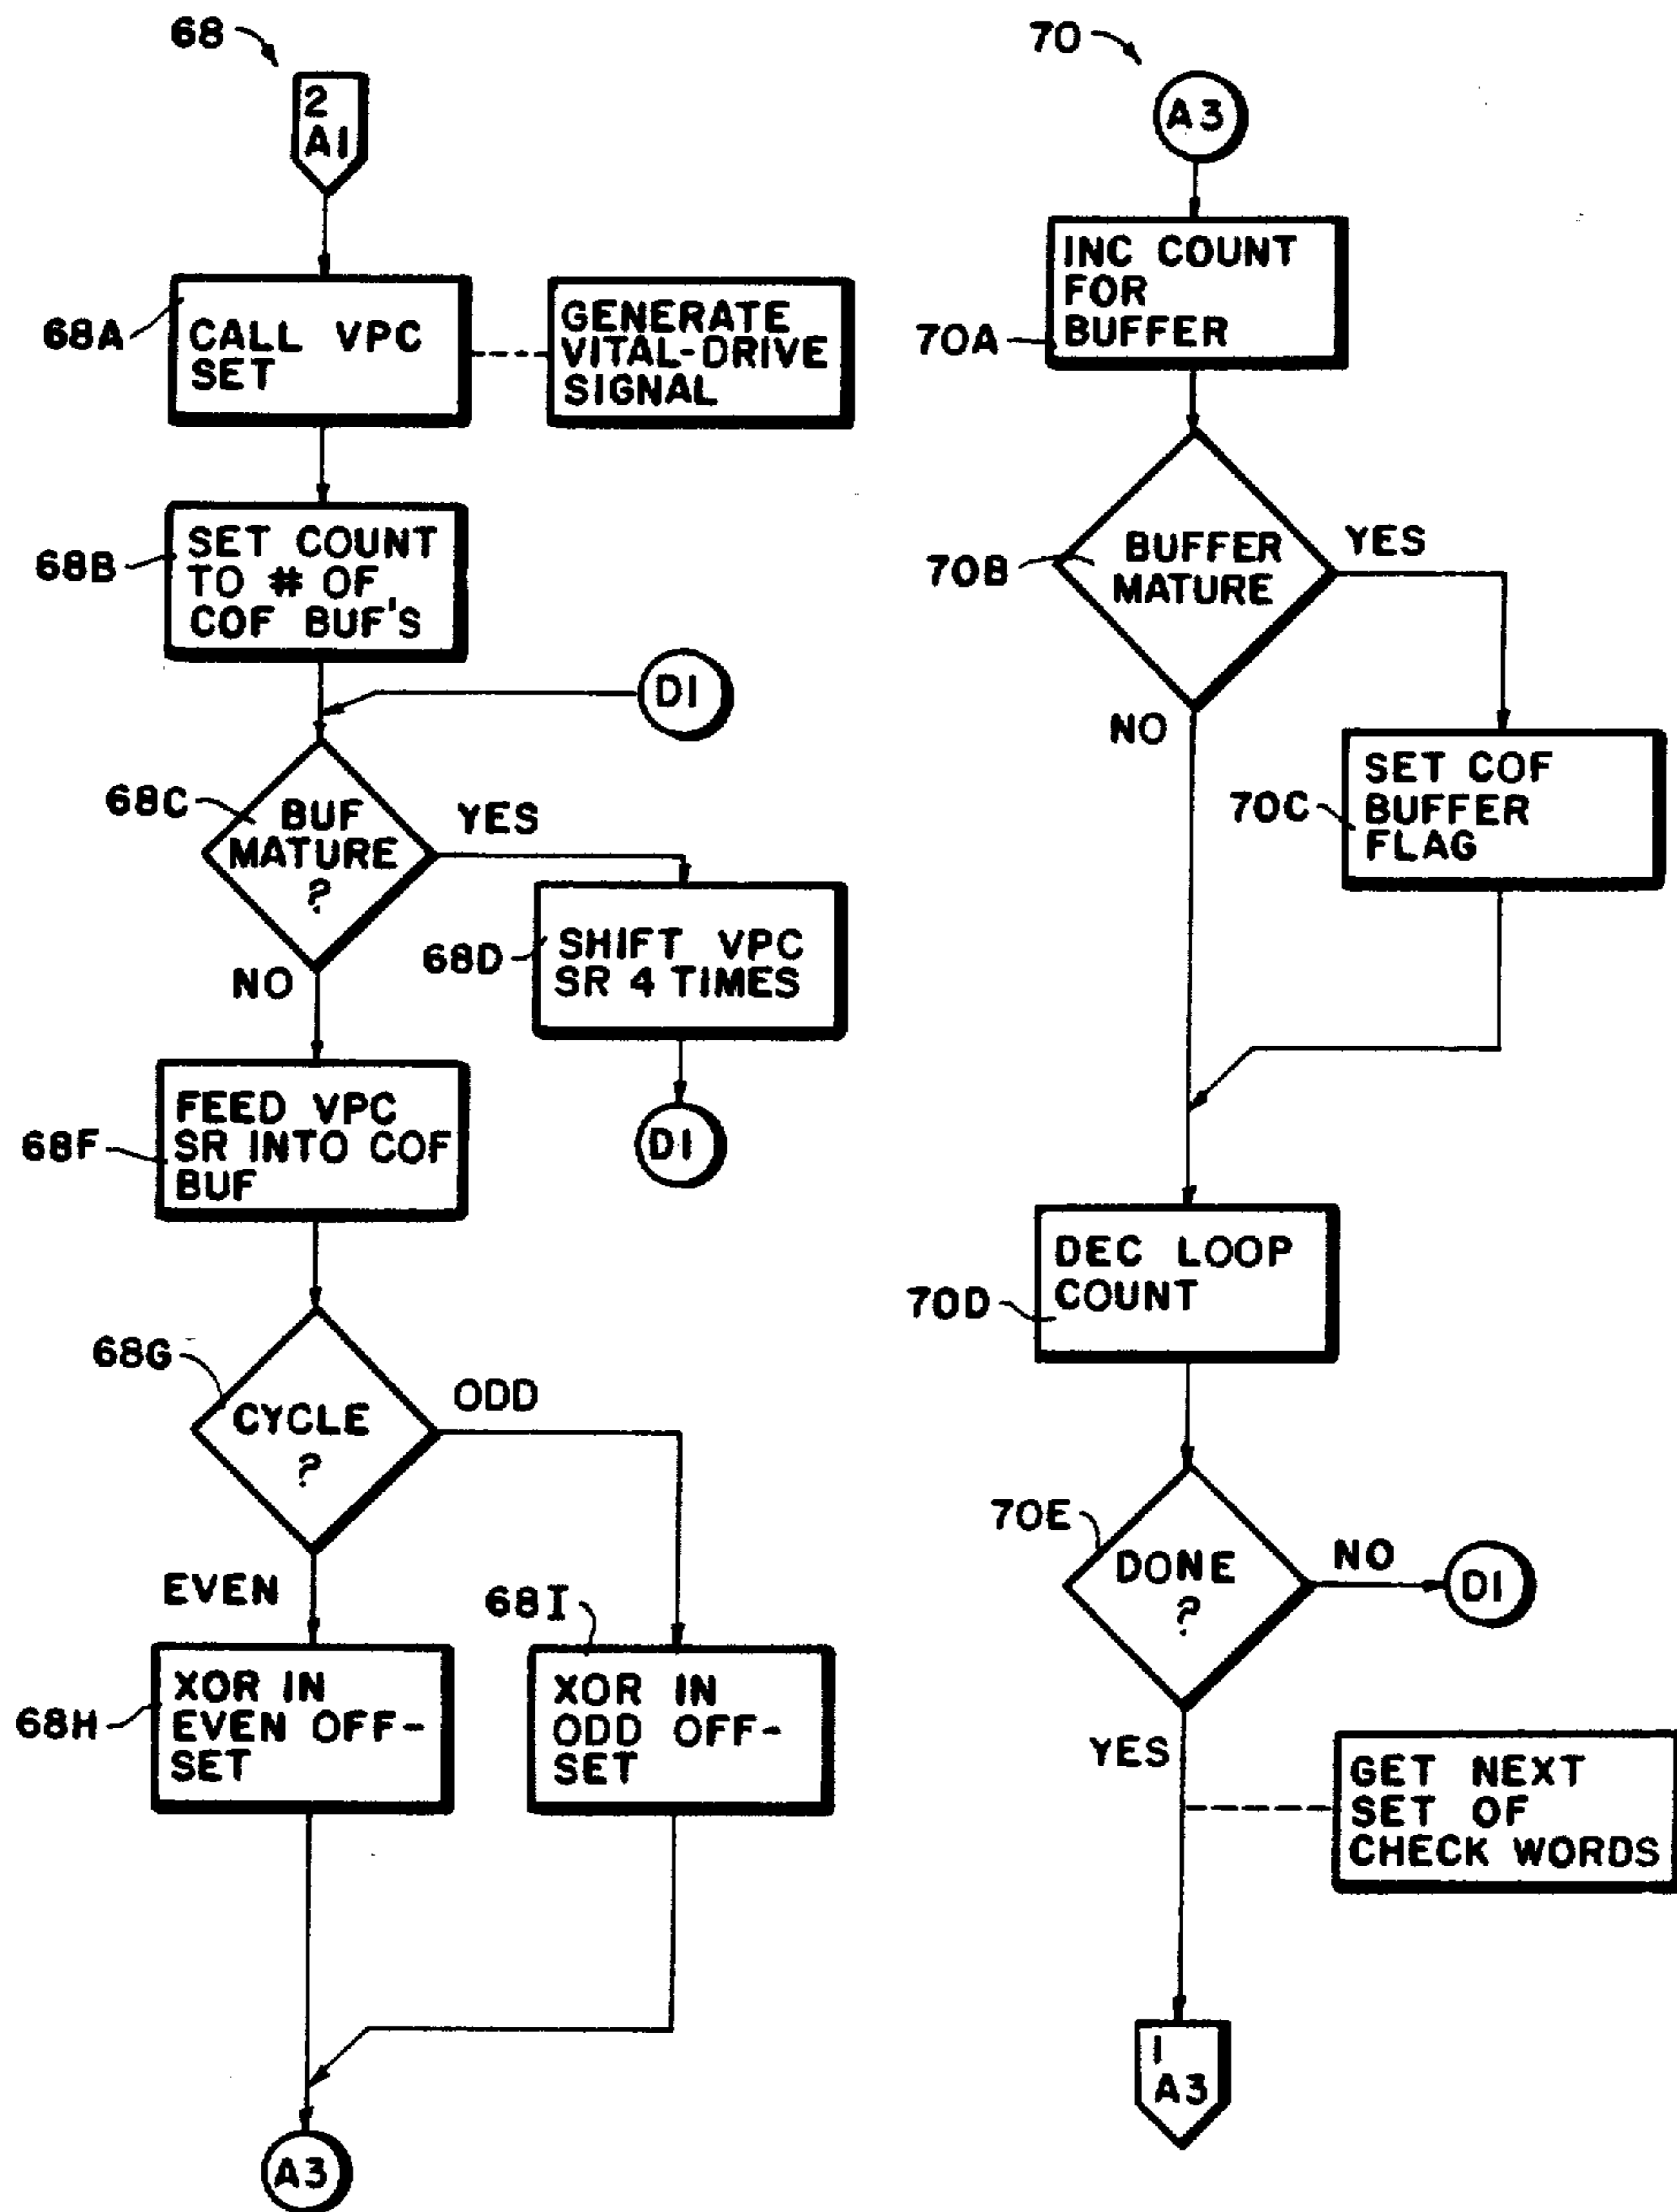 68
2
A1
68A
CALL VPC
SET
GENERATE
VITAL-DRIVE
SIGNAL
68B
SET COUNT
TO # OF
COF BUF'S
D1
68C
BUF
MATURE
?
YES
NO
68D
SHIFT VPC
SR 4 TIMES
D1
68F
FEED VPC
SR INTO COF
BUF
68G
CYCLE
?
ODD
EVEN
68H
XOR IN
EVEN OFF-
SET
68I
XOR IN
ODD OFF-
SET
A3
70
A3
70A
INC COUNT
FOR
BUFFER
70B
BUFFER
MATURE
YES
NO
70C
SET COF
BUFFER
FLAG
70D
DEC LOOP
COUNT
70E
DONE
?
NO
D1
YES
GET NEXT
SET OF
CHECK WORDS
1
A3